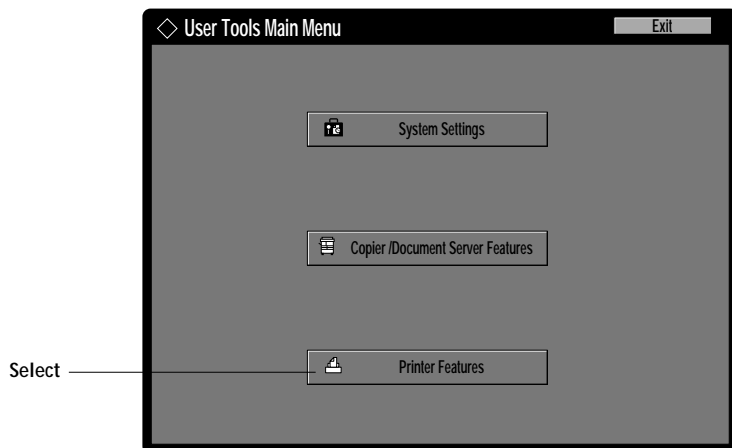 User Tools Main Menu
Exit
System Settings
Copier /Document Server Features
Select
Printer Features